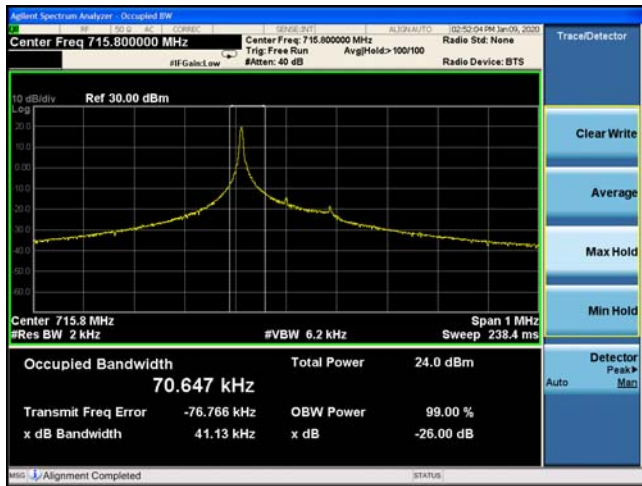 Agilent Spectrum Analyzer - Occupied BW
RF 50 Ω AC CORREC SENSE:INT ALIGN AUTO 02:52:04 PM Jan 09, 2020
Center Freq 715.800000 MHz Center Freq: 715.800000 MHz Radio Std: None Trace/Detector
Trig: Free Run Avg|Hold:> 100/100
#IFGain:Low #Atten: 40 dB Radio Device: BTS
10 dB/div Ref 30.00 dBm
Log
20.0
10.0
0.00
-10.0
-20.0
-30.0
-40.0
-50.0
-60.0
Center 715.8 MHz Span 1 MHz
#Res BW 2 kHz #VBW 6.2 kHz Sweep 238.4 ms
Occupied Bandwidth Total Power 24.0 dBm
70.647 kHz
Transmit Freq Error -76.766 kHz OBW Power 99.00 %
x dB Bandwidth 41.13 kHz x dB -26.00 dB
Clear Write
Average
Max Hold
Min Hold
Detector
Peak▶
Auto Man
MSG Alignment Completed STATUS